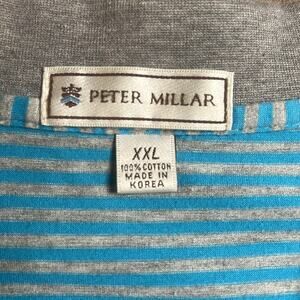 PETER MILLAR
XXL
100% COTTON
MADE IN
KOREA